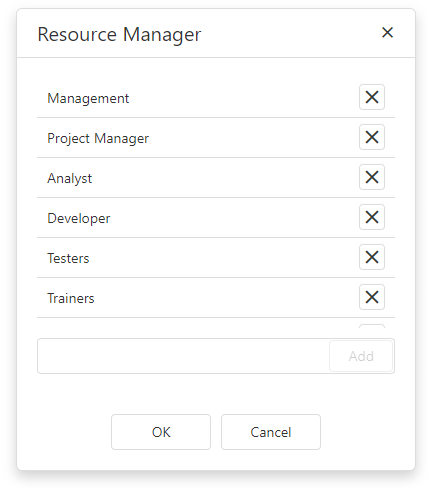 Resource Manager
Management
Project Manager
Analyst
Developer
Testers
Trainers
Add
OK
Cancel